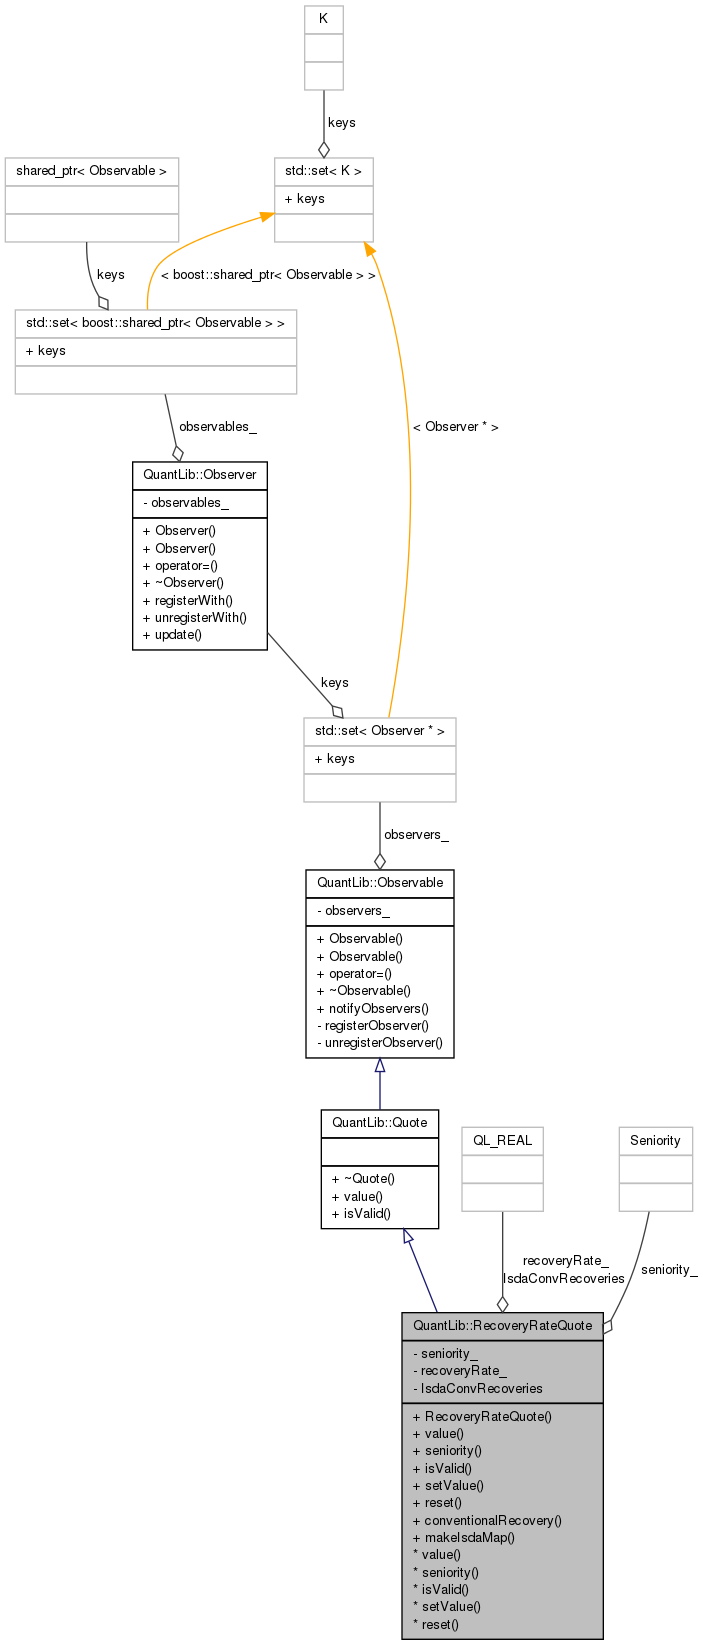 K
keys
shared_ptr< Observable >
std::set< K >
+ keys
keys
< boost::shared_ptr< Observable > >
std::set< boost::shared_ptr< Observable > >
+ keys
observables_
< Observer * >
QuantLib::Observer
- observables_
+ Observer()
+ Observer()
+ operator=()
+ ~Observer()
+ registerWith()
+ unregisterWith()
+ update()
keys
std::set< Observer * >
+ keys
observers_
QuantLib::Observable
- observers_
+ Observable()
+ Observable()
+ operator=()
+ ~Observable()
+ notifyObservers()
- registerObserver()
- unregisterObserver()
QuantLib::Quote
+ ~Quote()
+ value()
+ isValid()
QL_REAL
Seniority
recoveryRate_
IsdaConvRecoveries
seniority_
QuantLib::RecoveryRateQuote
- seniority_
- recoveryRate_
- IsdaConvRecoveries
+ RecoveryRateQuote()
+ value()
+ seniority()
+ isValid()
+ setValue()
+ reset()
+ conventionalRecovery()
+ makeIsdaMap()
* value()
* seniority()
* isValid()
* setValue()
* reset()